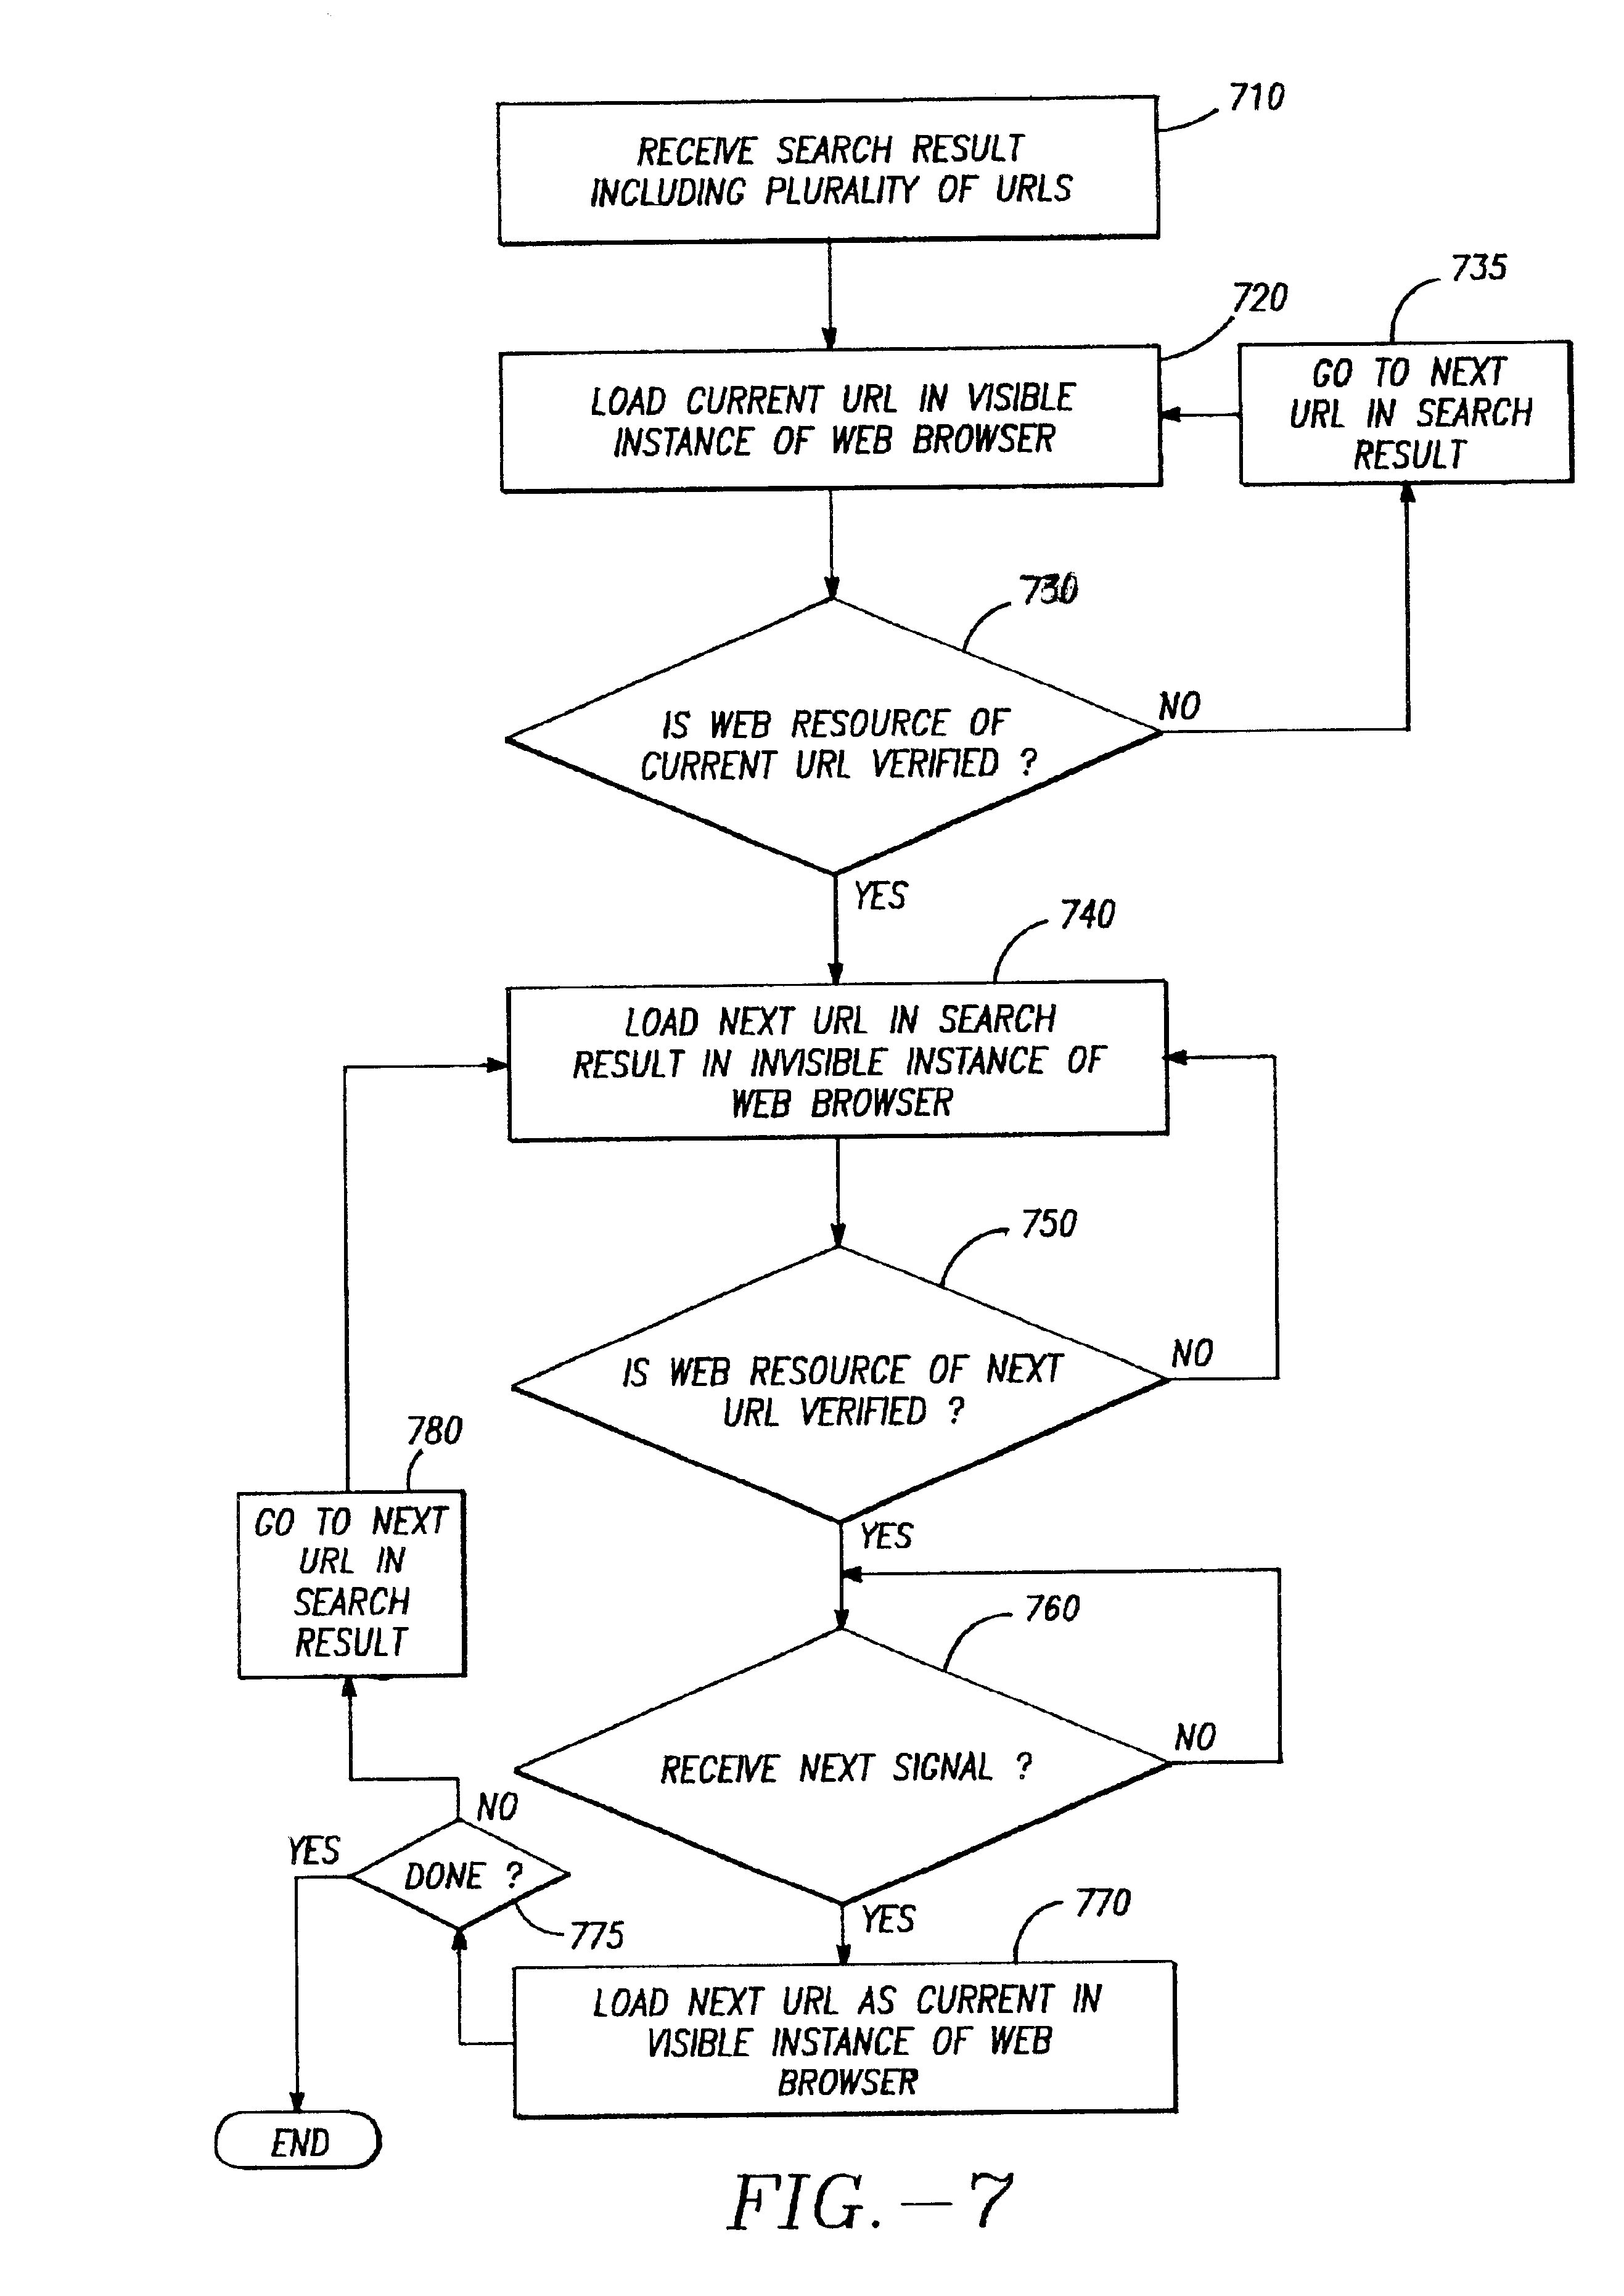 710
RECEIVE SEARCH RESULT
INCLUDING PLURALITY OF URLS
735
720
GO TO NEXT
URL IN SEARCH
RESULT
LOAD CURRENT URL IN VISIBLE
INSTANCE OF WEB BROWSER
730
NO
IS WEB RESOURCE OF
CURRENT URL VERIFIED ?
YES
740
LOAD NEXT URL IN SEARCH
RESULT IN INVISIBLE INSTANCE OF
WEB BROWSER
750
NO
IS WEB RESOURCE OF NEXT
URL VERIFIED ?
780
GO TO NEXT
URL IN
SEARCH
RESULT
YES
760
NO
RECEIVE NEXT SIGNAL ?
NO
YES
DONE ?
775
YES
770
LOAD NEXT URL AS CURRENT IN
VISIBLE INSTANCE OF WEB
BROWSER
END
FIG.-7